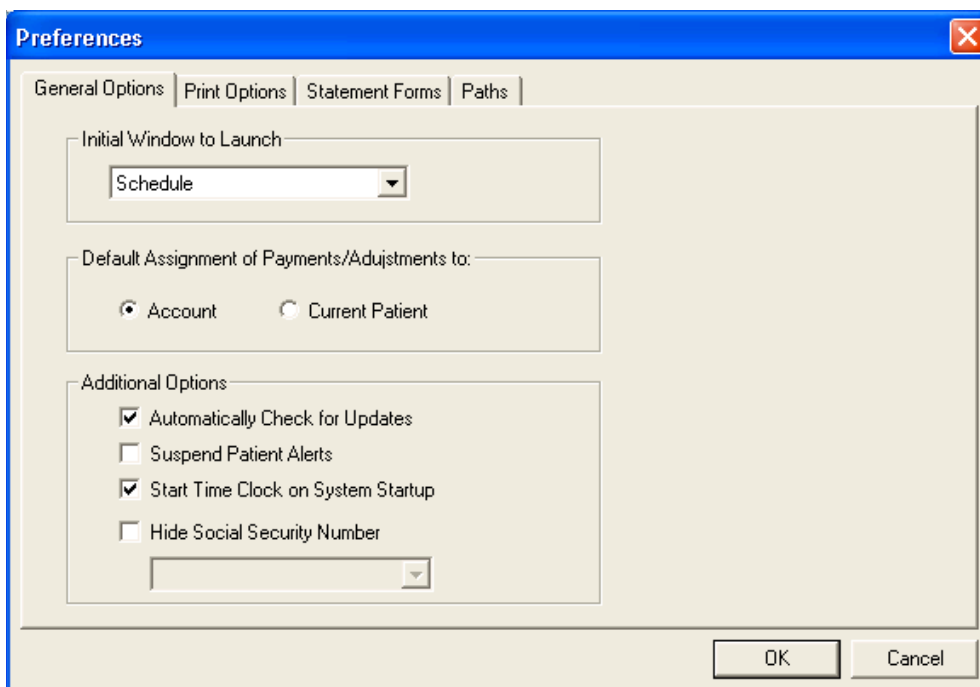 Preferences
General Options Print Options Statement Forms Paths
Initial Window to Launch
Schedule
Default Assignment of Payments/Adujstments to:
Account Current Patient
Additional Options
Automatically Check for Updates
Suspend Patient Alerts
Start Time Clock on System Startup
Hide Social Security Number
OK Cancel